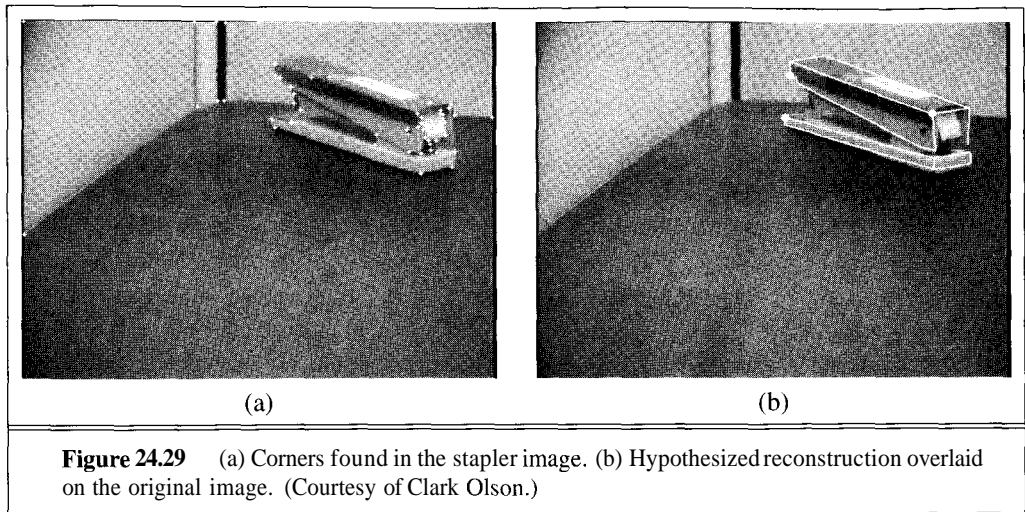 (a)
(b)
Figure 24.29 (a) Corners found in the stapler image. (b) Hypothesized reconstruction overlaid
on the original image. (Courtesy of Clark Olson.)